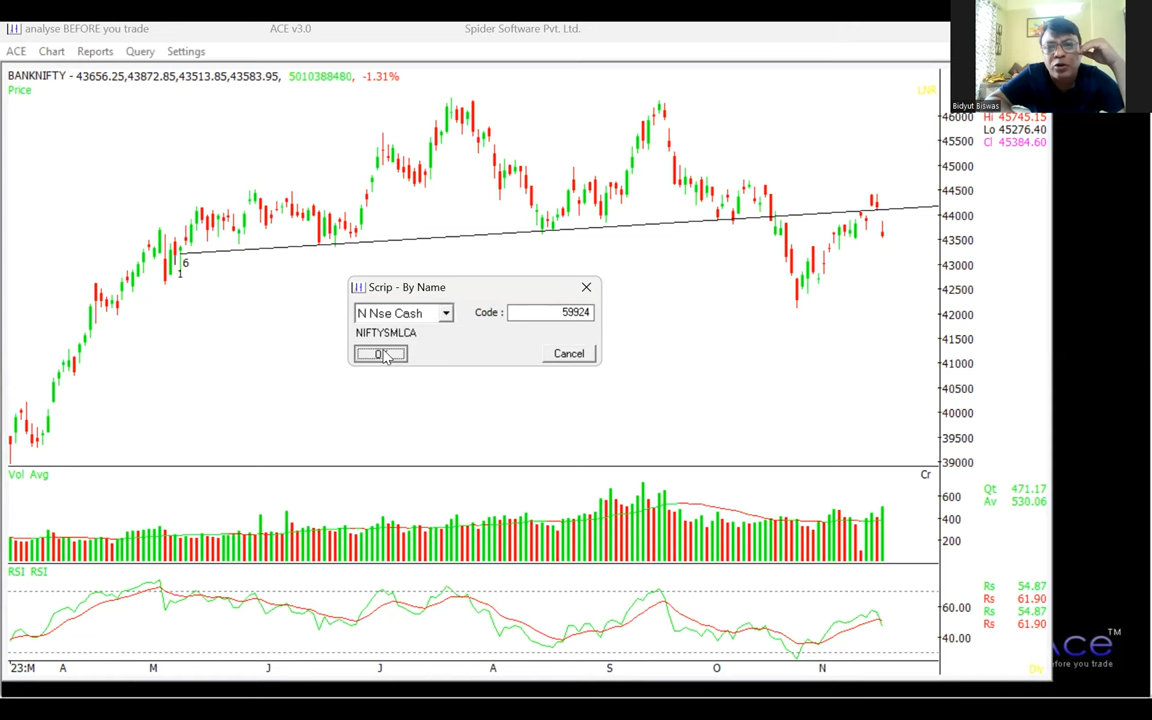 analyse BEFORE you trade ACE v3.0 Spider Software Pvt. Ltd.
ACE Chart Reports Query Settings
BANKNIFTY - 43656.25,43872.85,43513.85,43583.95, 5010388480, -1.31%
Price LNR
Bidyut Biswas
Hi 45745.15
Lo 45276.40
Cl 45384.60
46000
45500
45000
44500
44000
43500
43000
42500
42000
41500
41000
40500
40000
39500
39000
6
1
Scrip - By Name
N Nse Cash Code : 59924
NIFTYSMLCA
Cancel
Vol Avg Cr
600
400
200
Qt 471.17
Av 530.06
RSI RSI
60.00
40.00
Rs 54.87
Rs 61.90
Rs 54.87
Rs 61.90
'23:M A M J J A S O N
Div
TM
efore you trade